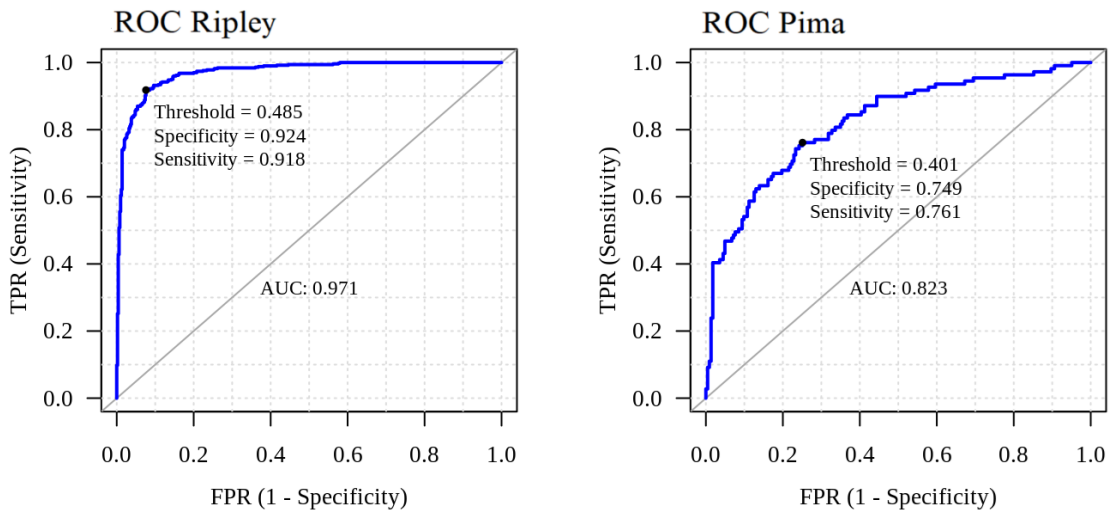 ROC Ripley
1.0
0.8
0.6
0.4
0.2
0.0
TPR (Sensitivity)
Threshold = 0.485
Specificity = 0.924
Sensitivity = 0.918
AUC: 0.971
0.0 0.2 0.4 0.6 0.8 1.0
FPR (1 - Specificity)
ROC Pima
1.0
0.8
0.6
0.4
0.2
0.0
TPR (Sensitivity)
Threshold = 0.401
Specificity = 0.749
Sensitivity = 0.761
AUC: 0.823
0.0 0.2 0.4 0.6 0.8 1.0
FPR (1 - Specificity)